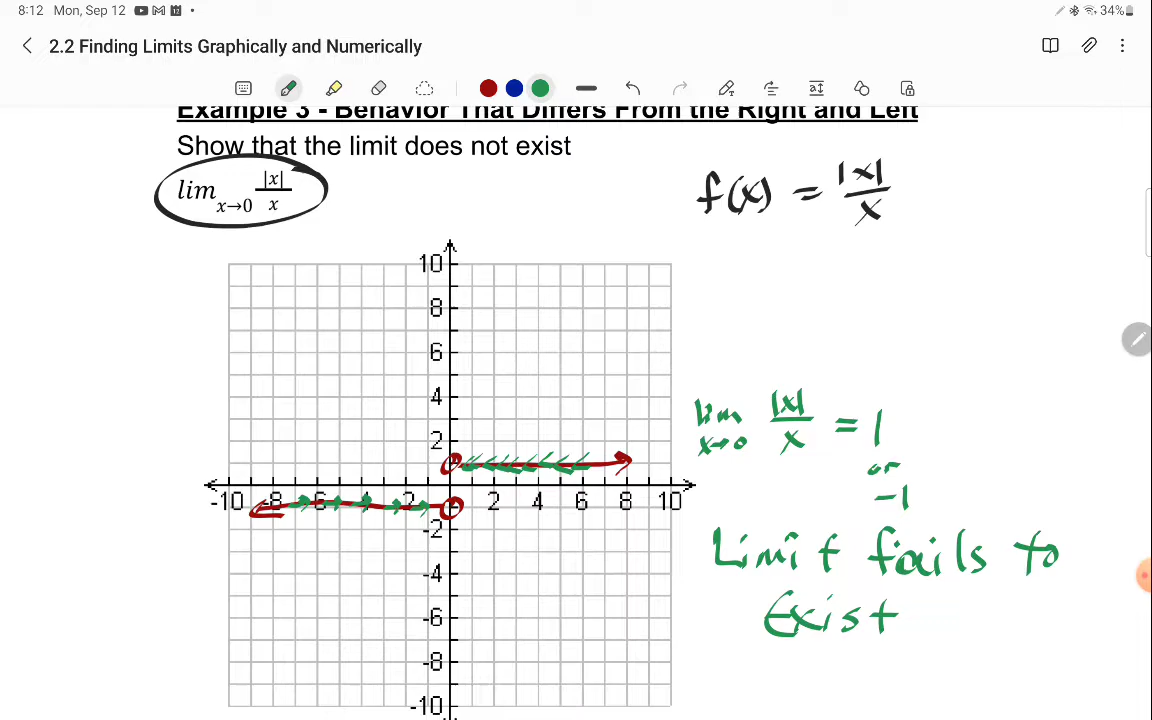 8:12 Mon, Sep 12 34%
2.2 Finding Limits Graphically and Numerically
Example 3 - Behavior That Differs From the Right and Left
Show that the limit does not exist
lim x→0 |x|/x
f(x) = |x|/x
10
8
6
4
2
-10 -8 -6 -4 -2 2 4 6 8 10
-2
-4
-6
-8
-10
lim x→0 |x|/x = 1
or
-1
Limit fails to
Exist